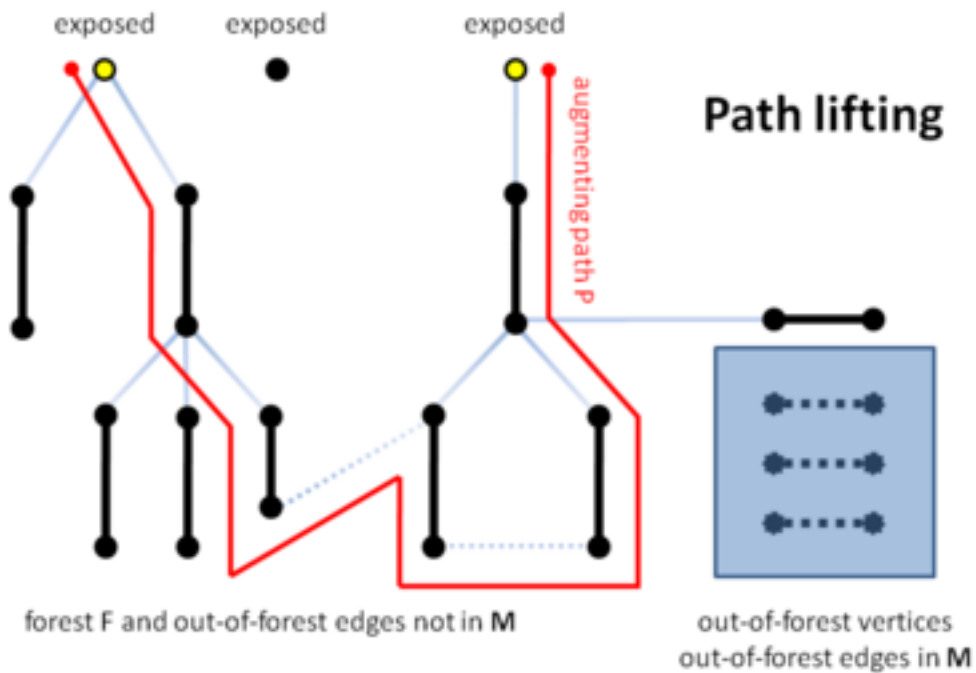 exposed
exposed
exposed
Path lifting
augmenting path P
forest F and out-of-forest edges not in M
out-of-forest vertices
out-of-forest edges in M